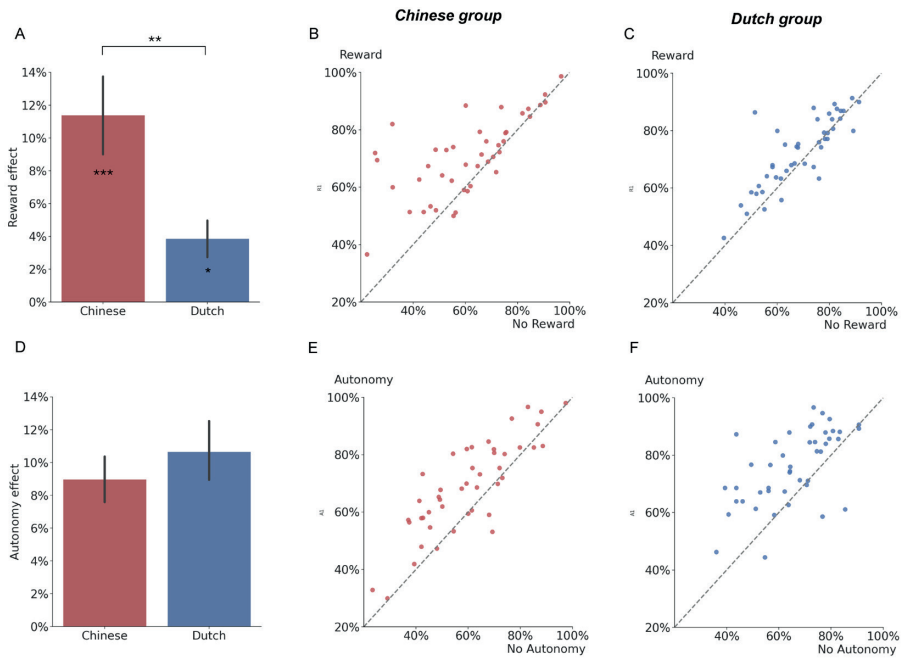 Chinese group
Dutch group
A
**
14%
12%
10%
8%
6%
4%
2%
0%
Reward effect
***
*
Chinese
Dutch
B
Reward
100%
80%
60%
40%
20%
40%
60%
80%
100%
No Reward
C
Reward
100%
80%
60%
40%
20%
40%
60%
80%
100%
No Reward
D
14%
12%
10%
8%
6%
4%
2%
0%
Autonomy effect
Chinese
Dutch
E
Autonomy
100%
80%
60%
40%
20%
40%
60%
80%
100%
No Autonomy
F
Autonomy
100%
80%
60%
40%
20%
40%
60%
80%
100%
No Autonomy